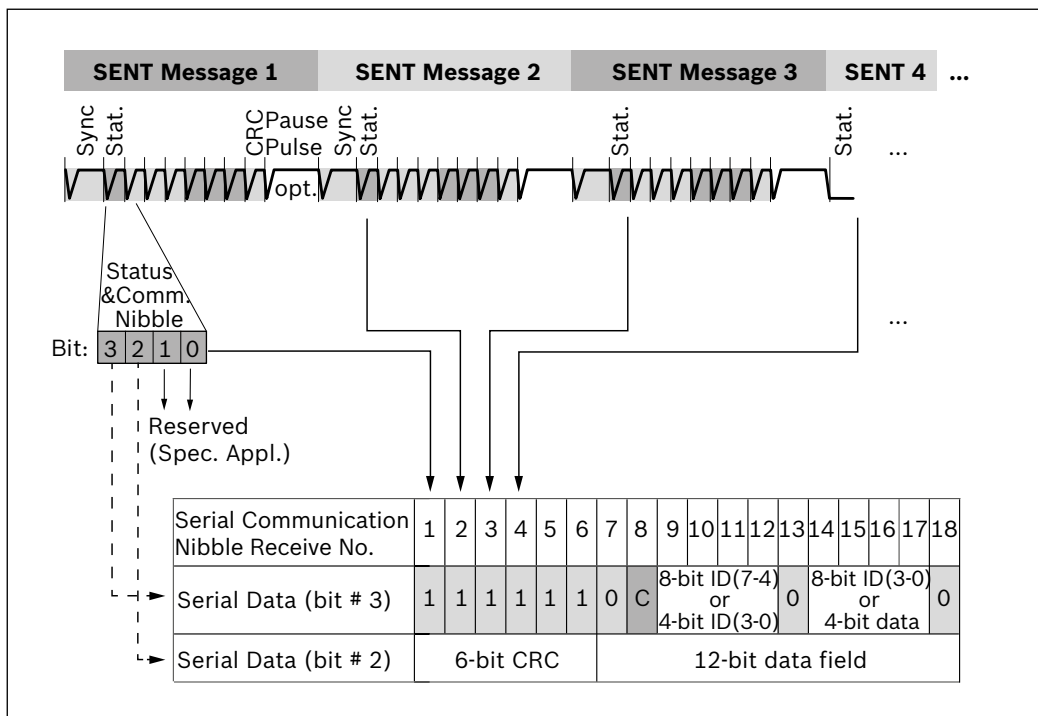 SENT Message 1 SENT Message 2 SENT Message 3 SENT 4 ...
Sync Stat. CRC Pause Pulse Sync Stat. Stat. Stat. ...
opt.
Status
&Comm.
Nibble
...
Bit: 3 2 1 0
Reserved
(Spec. Appl.)
Serial Communication
Nibble Receive No.
1 2 3 4 5 6 7 8 9 10 11 12 13 14 15 16 17 18
Serial Data (bit # 3)
1 1 1 1 1 1 0 C
8-bit ID(7-4)
or
4-bit ID(3-0)
0
8-bit ID(3-0)
or
4-bit data
0
Serial Data (bit # 2)
6-bit CRC
12-bit data field